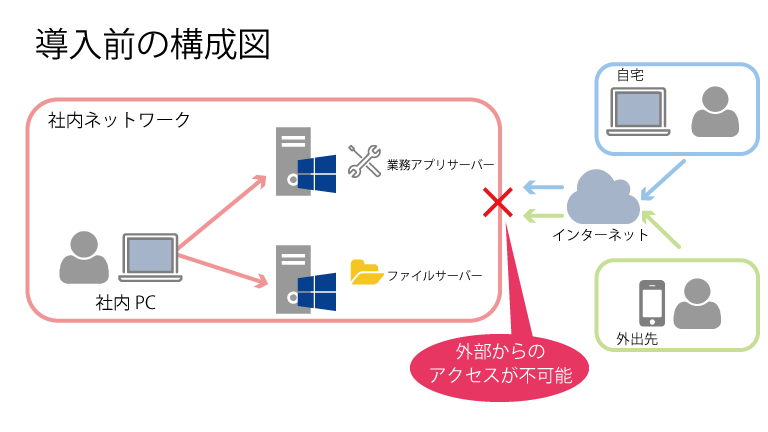 導入前の構成図
自宅
社内ネットワーク
業務アプリサーバー
インターネット
ファイルサーバー
社内 PC
外出先
外部からの
アクセスが不可能